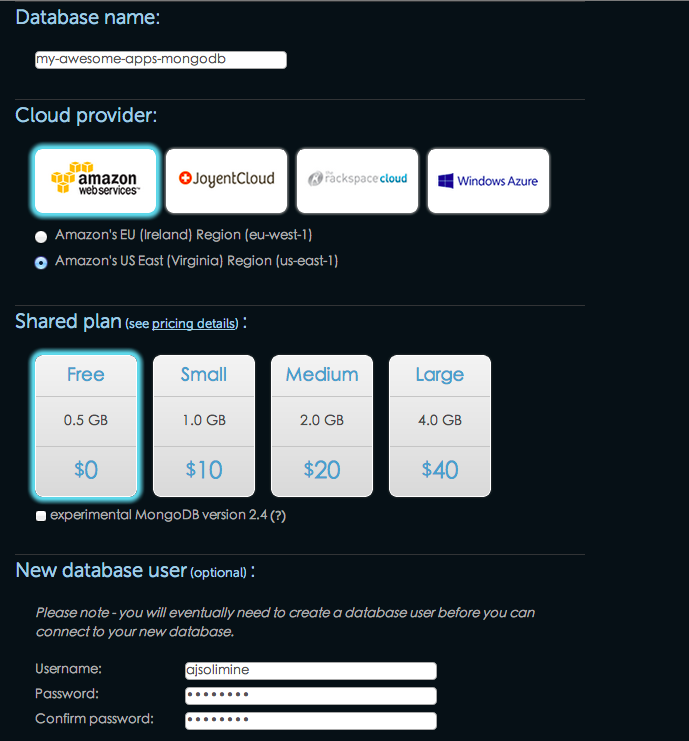 Database name:
my-awesome-apps-mongodb
Cloud provider:
amazon webservices™
JoyentCloud
the rackspace cloud
Windows Azure
Amazon's EU (Ireland) Region (eu-west-1)
Amazon's US East (Virginia) Region (us-east-1)
Shared plan (see pricing details) :
Free Small Medium Large
0.5 GB 1.0 GB 2.0 GB 4.0 GB
$0 $10 $20 $40
experimental MongoDB version 2.4 (?)
New database user (optional) :
Please note - you will eventually need to create a database user before you can
connect to your new database.
Username: ajsolimine
Password: ••••••••
Confirm password: ••••••••